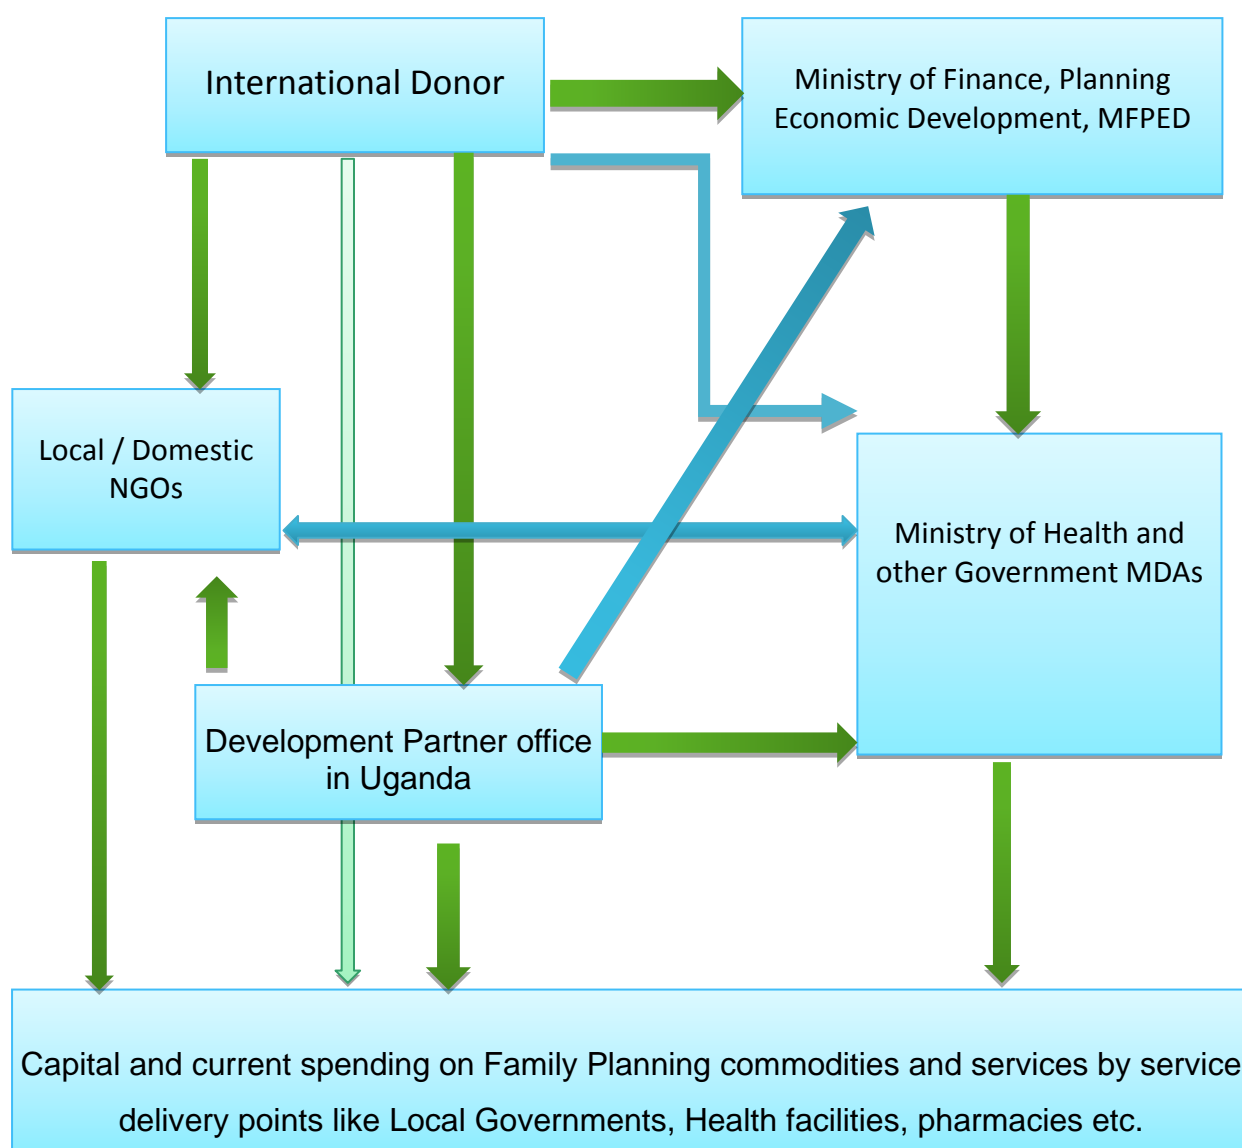 International Donor
Ministry of Finance, Planning
Economic Development, MFPED
Local / Domestic
NGOs
Ministry of Health and
other Government MDAs
Development Partner office
in Uganda
Capital and current spending on Family Planning commodities and services by service
delivery points like Local Governments, Health facilities, pharmacies etc.